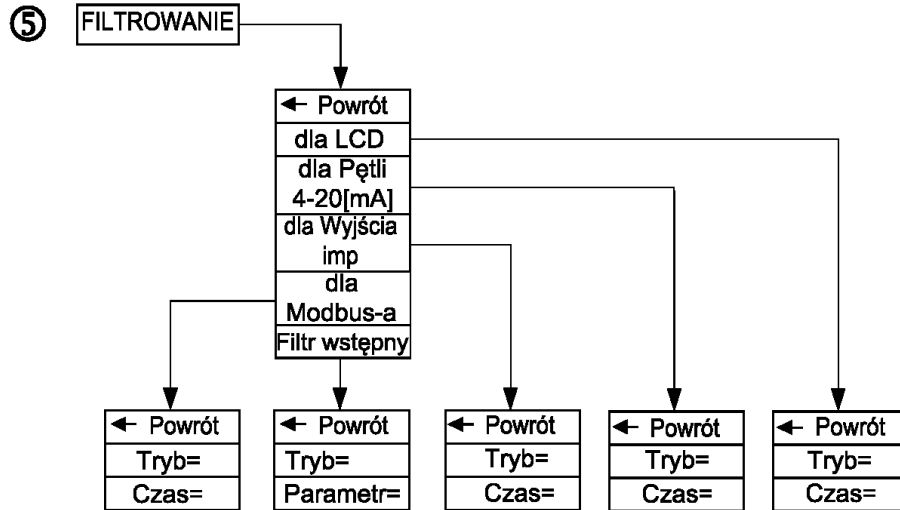 ⑤ FILTROWANIE
← Powrót
dla LCD
dla Pętli
4-20[mA]
dla Wyjścia
imp
dla
Modbus-a
Filtr wstępny
← Powrót
Tryb=
Czas=
← Powrót
Tryb=
Parametr=
← Powrót
Tryb=
Czas=
← Powrót
Tryb=
Czas=
← Powrót
Tryb=
Czas=